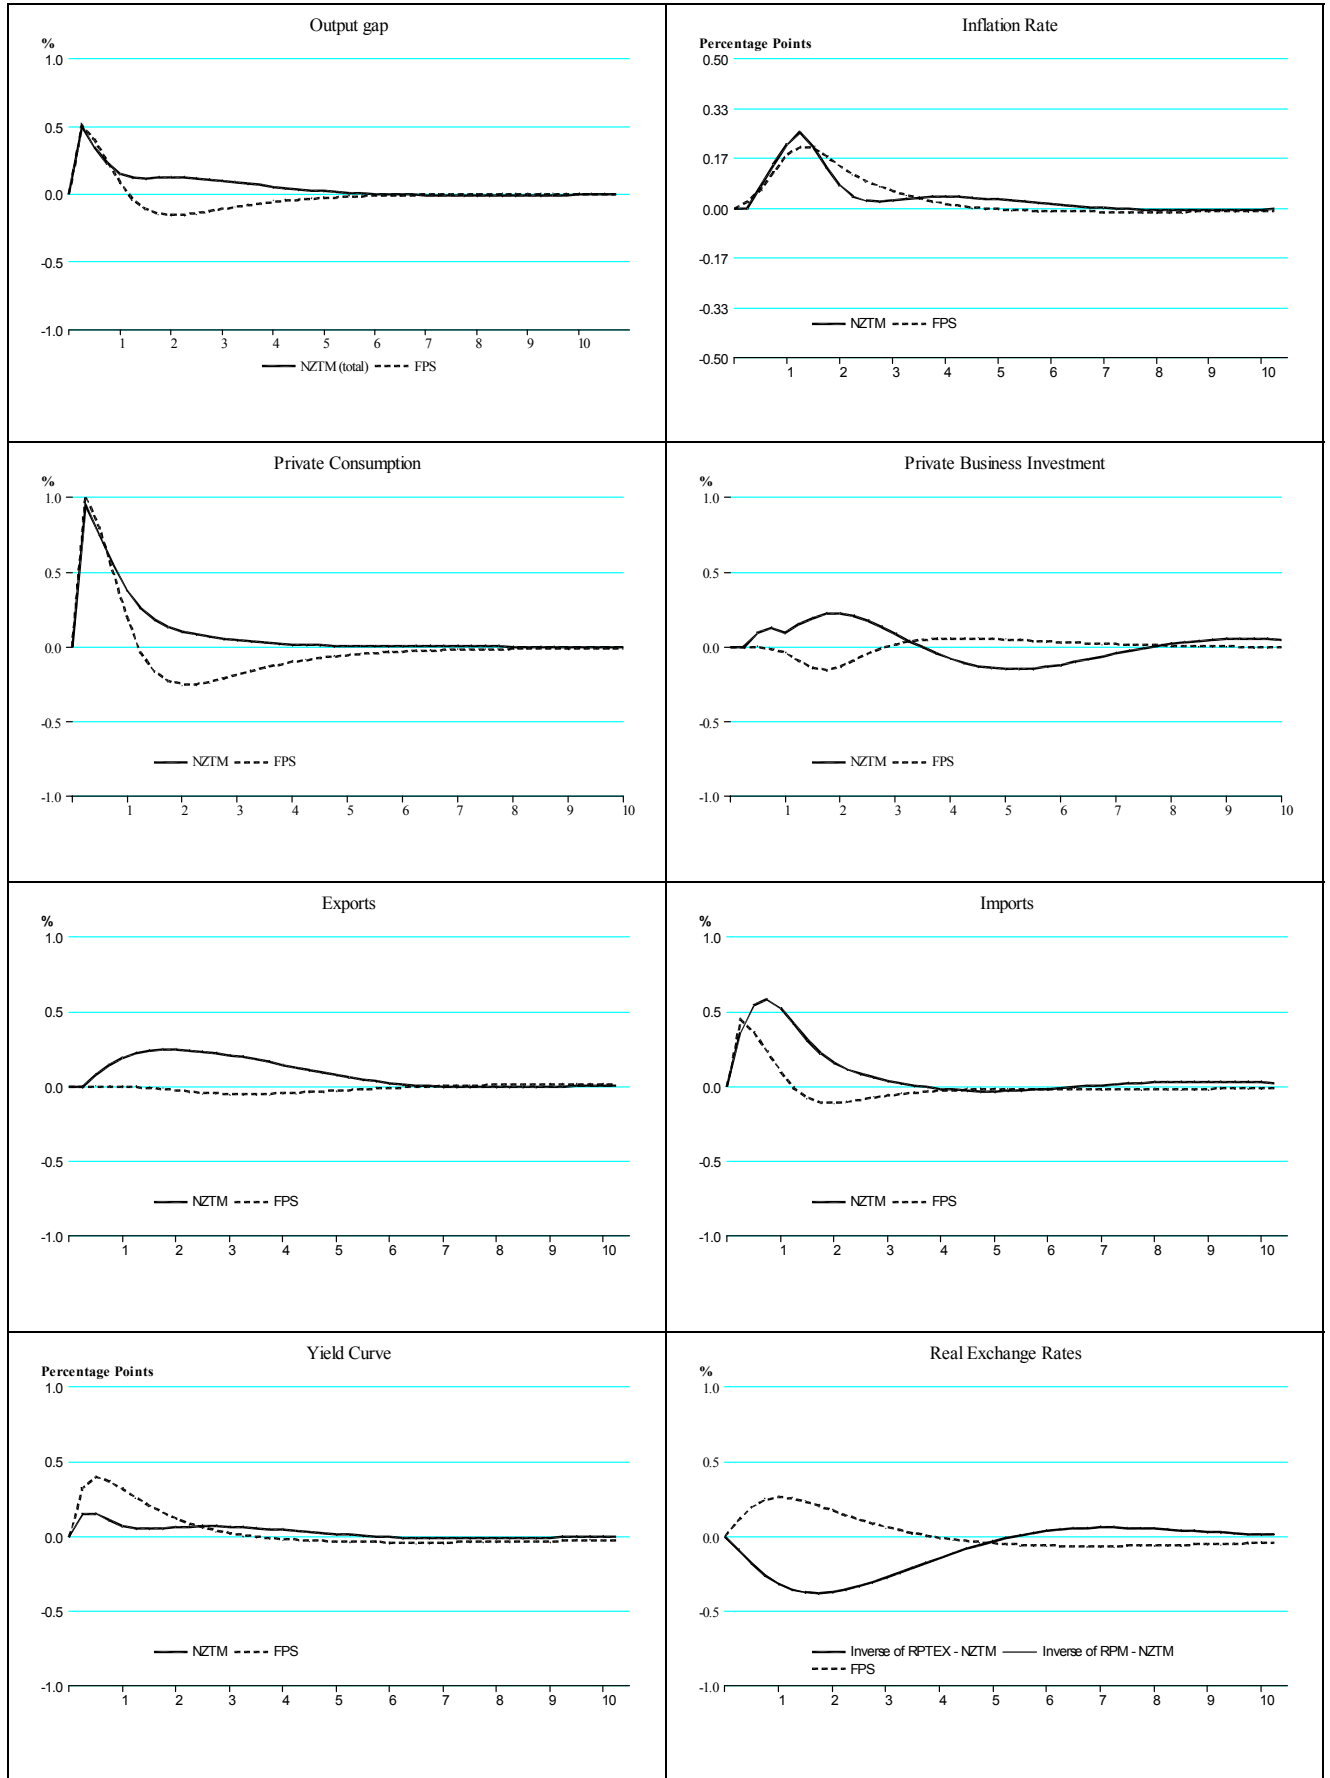 Output gap
%
1.0
0.5
0.0
-0.5
-1.0
1 2 3 4 5 6 7 8 9 10
NZTM (total) FPS
Inflation Rate
Percentage Points
0.50
0.33
0.17
0.00
-0.17
-0.33
NZTM FPS
-0.50
1 2 3 4 5 6 7 8 9 10
Private Consumption
%
1.0
0.5
0.0
-0.5
NZTM FPS
-1.0
1 2 3 4 5 6 7 8 9 10
Private Business Investment
%
1.0
0.5
0.0
-0.5
NZTM FPS
-1.0
1 2 3 4 5 6 7 8 9 10
Exports
%
1.0
0.5
0.0
-0.5
NZTM FPS
-1.0
1 2 3 4 5 6 7 8 9 10
Imports
%
1.0
0.5
0.0
-0.5
NZTM FPS
-1.0
1 2 3 4 5 6 7 8 9 10
Yield Curve
Percentage Points
1.0
0.5
0.0
-0.5
NZTM FPS
-1.0
1 2 3 4 5 6 7 8 9 10
Real Exchange Rates
%
1.0
0.5
0.0
-0.5
Inverse of RPTEX - NZTM Inverse of RPM - NZTM
FPS
-1.0
1 2 3 4 5 6 7 8 9 10